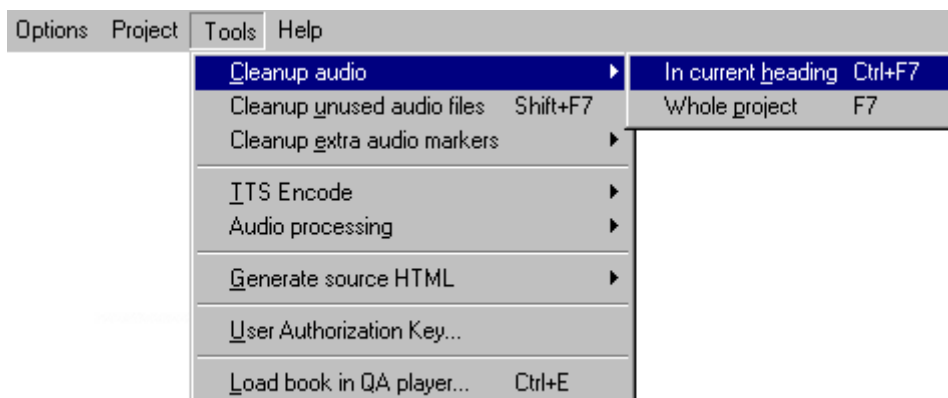 Options Project Tools Help
Cleanup audio
In current heading Ctrl+F7
Cleanup unused audio files Shift+F7
Whole project F7
Cleanup extra audio markers
TTS Encode
Audio processing
Generate source HTML
User Authorization Key...
Load book in QA player... Ctrl+E